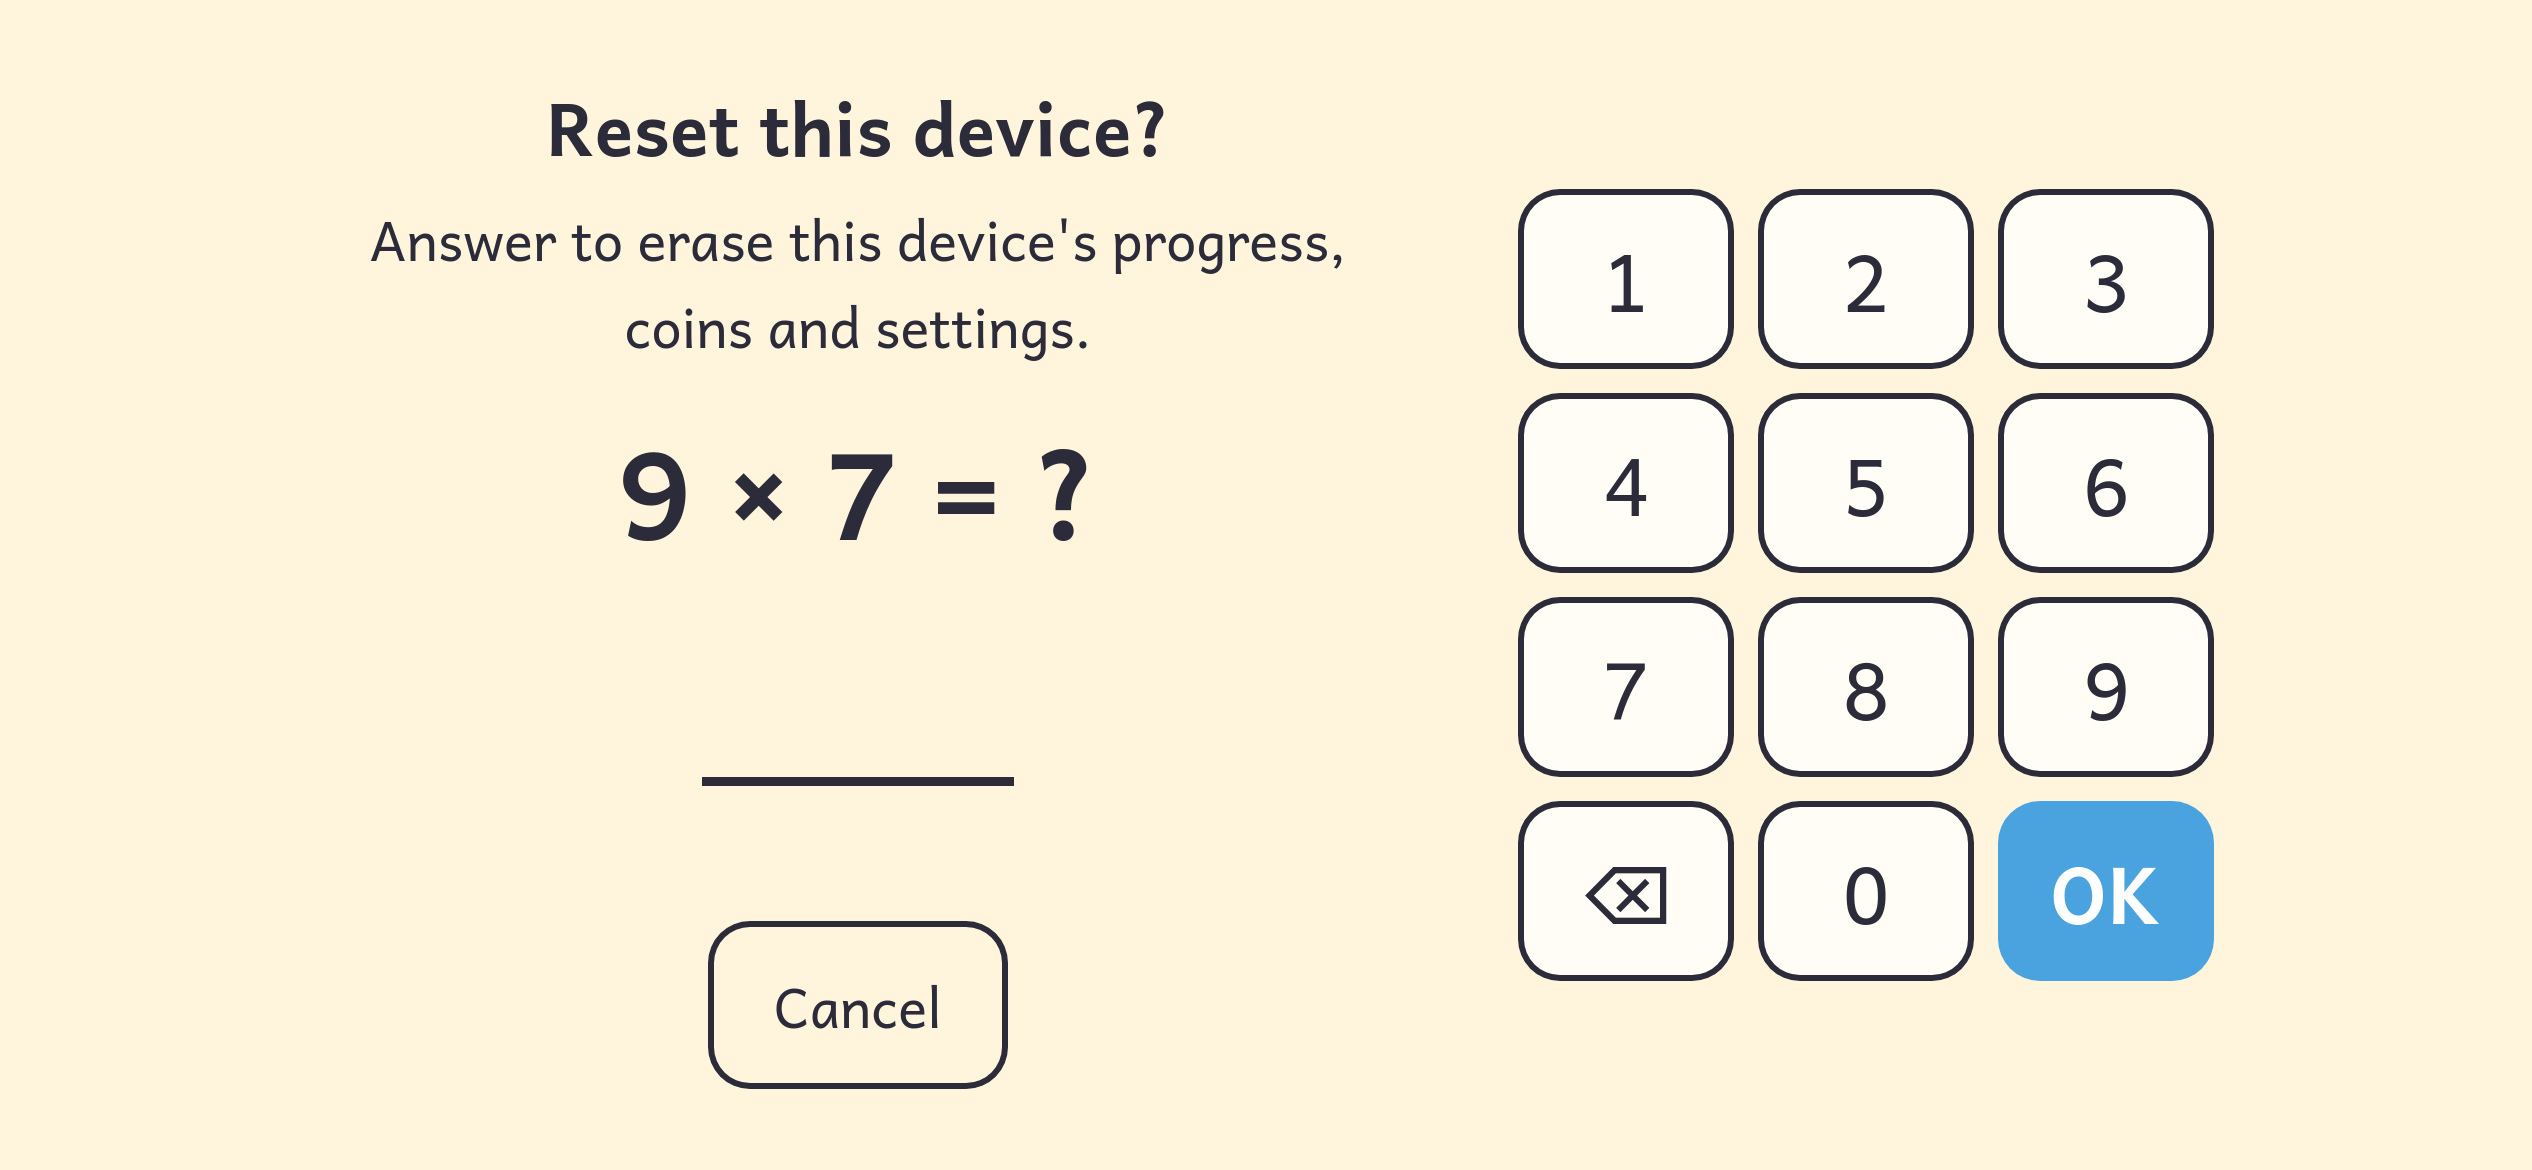 Reset this device?
Answer to erase this device's progress,
coins and settings.
9 × 7 = ?
Cancel
1 2 3
4 5 6
7 8 9
0 OK